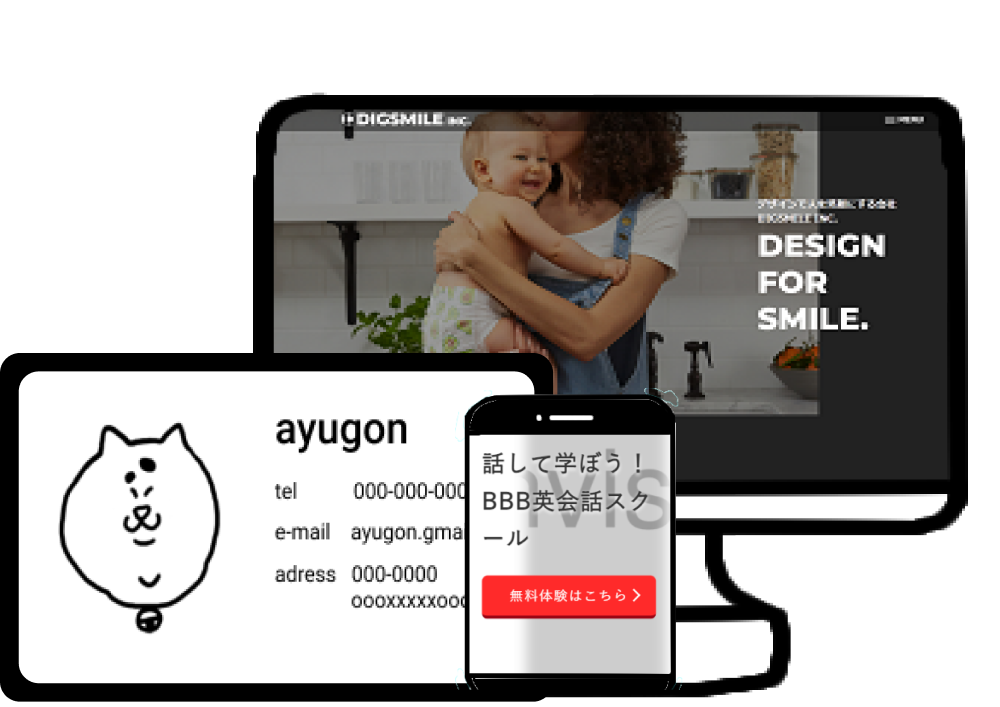 DIGSMILE INC.
MENU
デザインで人を笑顔にする会社
DIGSMILE INC.
DESIGN
FOR
SMILE.
ayugon
tel 000-000-000
e-mail ayugon.gmai
adress 000-0000
oooxxxxxooo
話して学ぼう！
BBB英会話スク
ール
無料体験はこちら